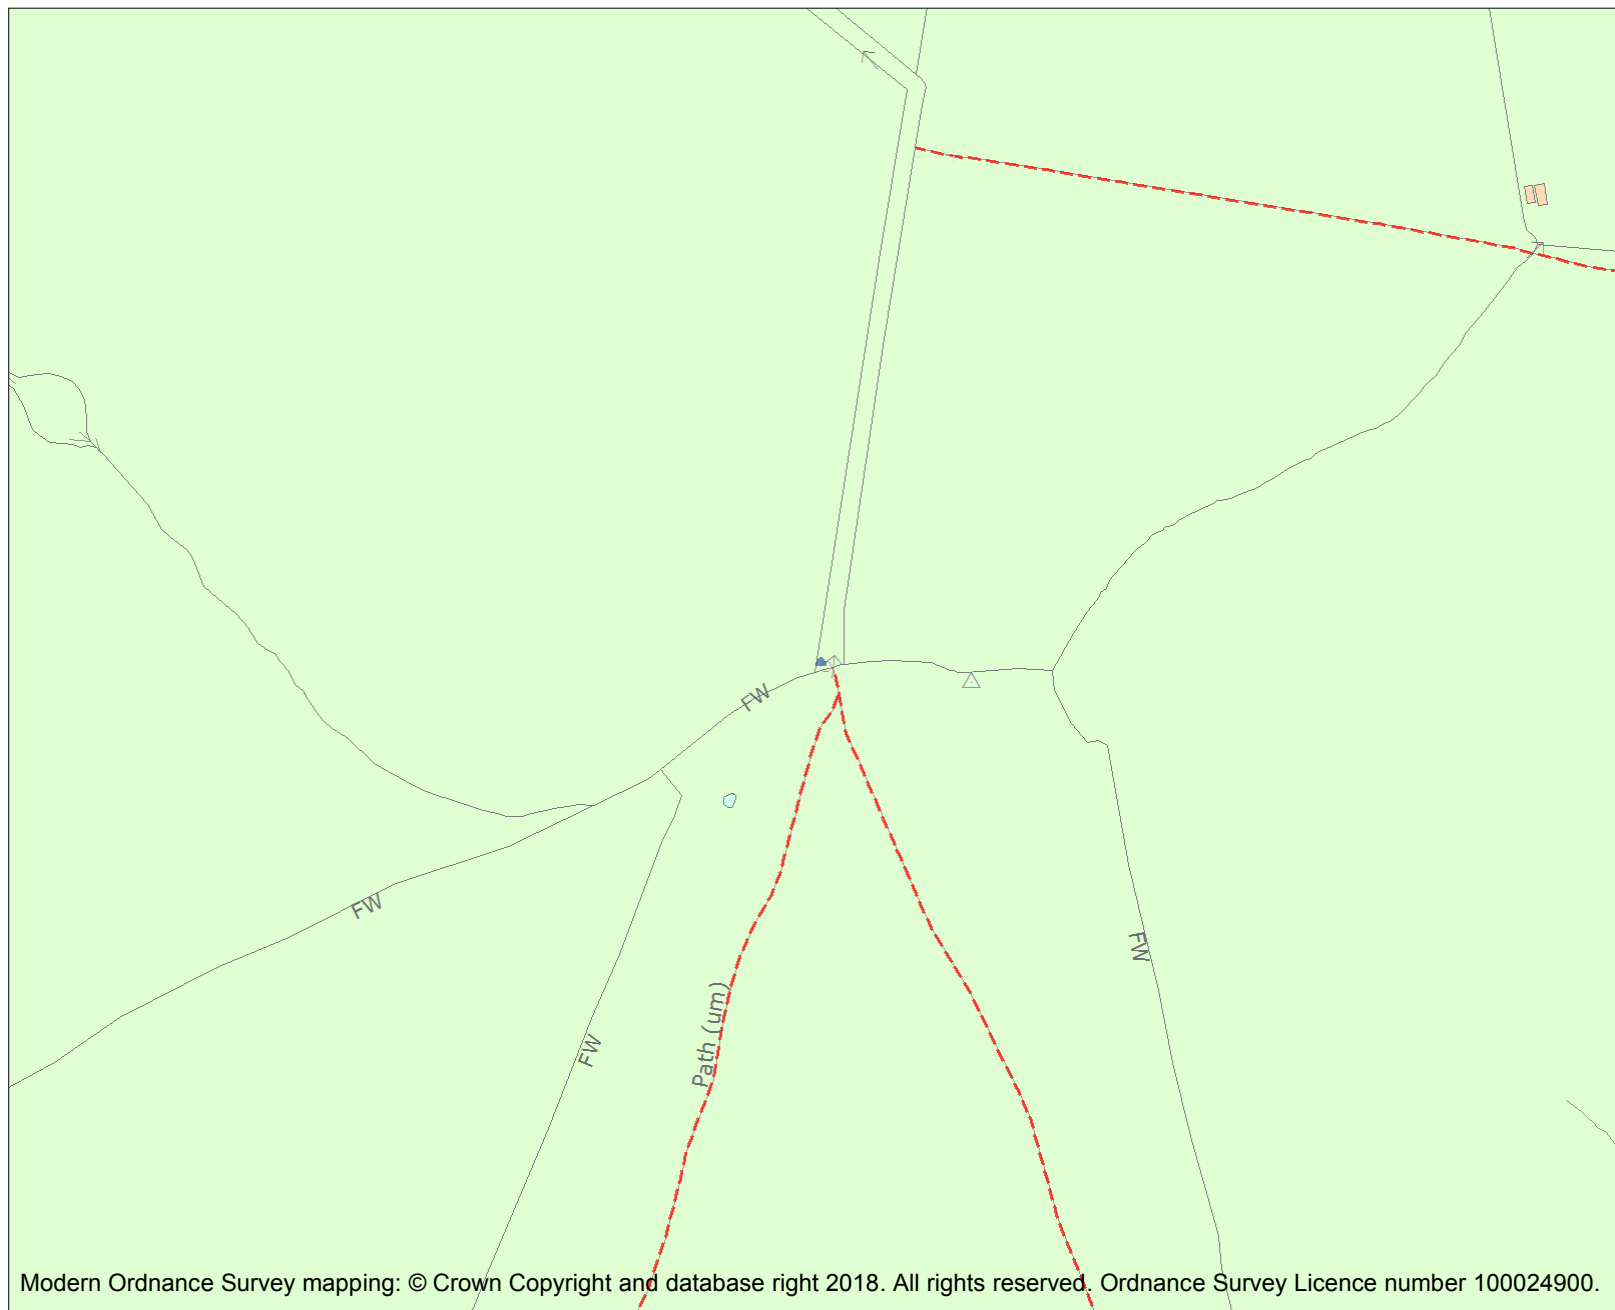 FW
FW
FW
FW
Path (um)
Modern Ordnance Survey mapping: © Crown Copyright and database right 2018. All rights reserved. Ordnance Survey Licence number 100024900.